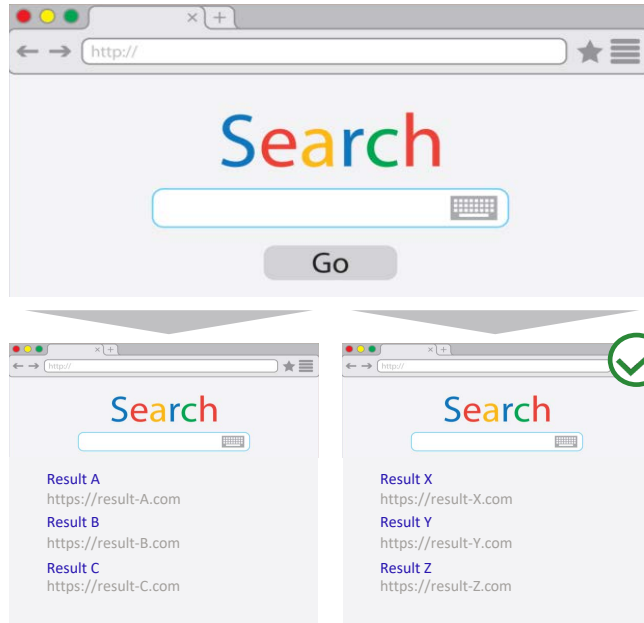 http://
Search
Go
http://
Search
Result A
https://result-A.com
Result B
https://result-B.com
Result C
https://result-C.com
http://
Search
Result X
https://result-X.com
Result Y
https://result-Y.com
Result Z
https://result-Z.com